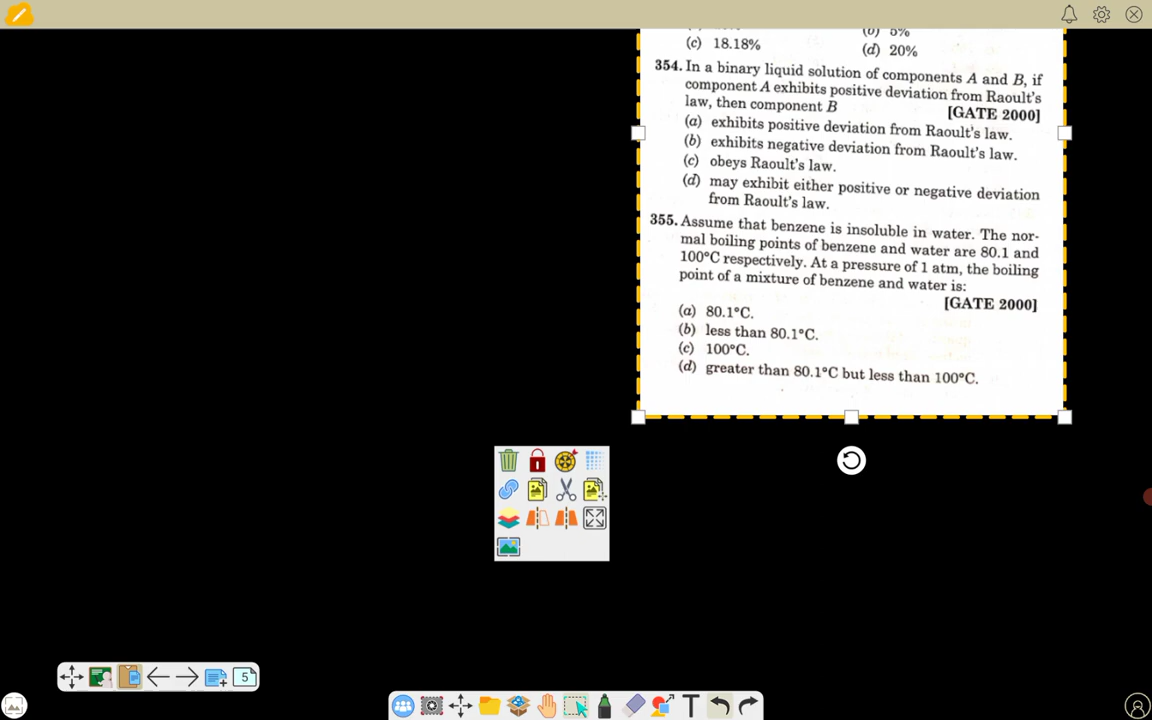 5%
(c) 18.18%
(d) 20%
354. In a binary liquid solution of components A and B, if
component A exhibits positive deviation from Raoult's
law, then component B
[GATE 2000]
(a) exhibits positive deviation from Raoult's law.
(b) exhibits negative deviation from Raoult's law.
(c) obeys Raoult's law.
(d) may exhibit either positive or negative deviation
from Raoult's law.
355. Assume that benzene is insoluble in water. The nor-
mal boiling points of benzene and water are 80.1 and
100°C respectively. At a pressure of 1 atm, the boiling
point of a mixture of benzene and water is:
[GATE 2000]
(a) 80.1°C.
(b) less than 80.1°C.
(c) 100°C.
(d) greater than 80.1°C but less than 100°C.
5
T